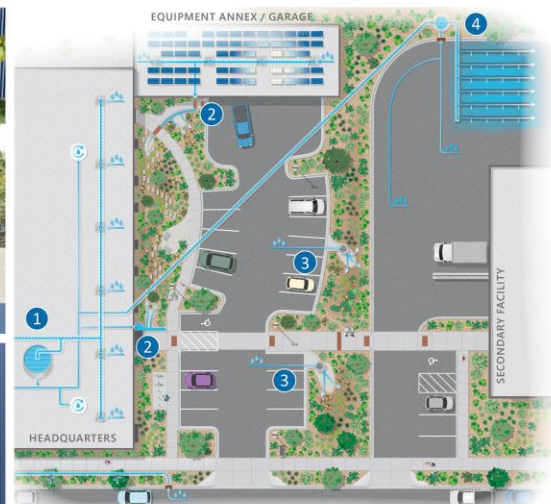 EQUIPMENT ANNEX / GARAGE
4
2
3
1
2
3
SECONDARY FACILITY
HEADQUARTERS